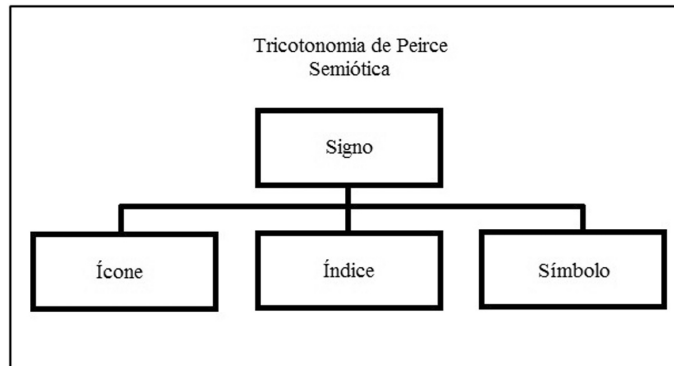 Tricotonomia de Peirce
Semiótica
Signo
Ícone
Índice
Símbolo